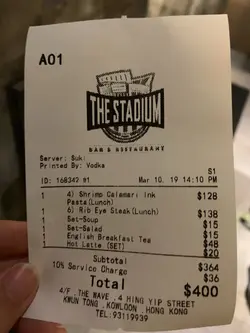 A01
THE STADIUM
BAR & RESTAURANT
Server: Suki
Printed By: Vodka
S1
ID: 168342 #1 Mar 10, 19 14:10 PM
1 4) Shrimp Calamari Ink Pasta(Lunch) $128
1 6) Rib Eye Steak(Lunch) $138
1 Set-Soup $15
1 Set-Salad $15
1 English Breakfast Tea $48
1 Hot Latte (SET) $20
Subtotal $364
10% Service Charge $36
Total $400
4/F .THE WAVE .4 HING YIP STREET
KWUN TONG .KOWLOON .HONG KONG
TEL:93119939